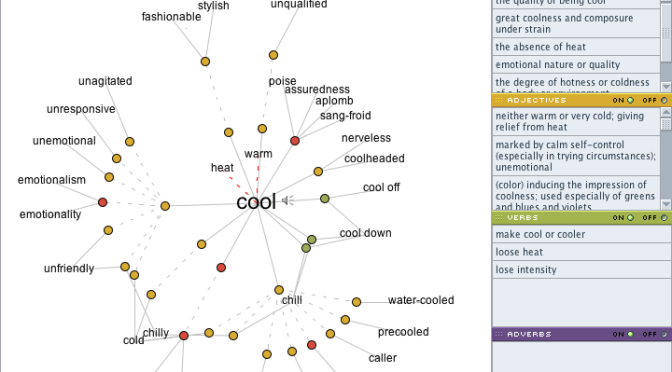 stylish
unqualified
fashionable
unagitated
poise
assuredness
aplomb
unresponsive
sang-froid
nerveless
unemotional
warm
coolheaded
heat
emotionalism
cool off
cool
emotionality
cool down
unfriendly
chill
water-cooled
chilly
precooled
cold
caller
the quality of being cool
great coolness and composure
under strain
the absence of heat
emotional nature or quality
the degree of hotness or coldness
of a body or environment
ADJECTIVES ON OFF
neither warm or very cold; giving
relief from heat
marked by calm self-control
(especially in trying circumstances);
unemotional
(color) inducing the impression of
coolness; used especially of greens
and blues and violets
VERBS ON OFF
make cool or cooler
loose heat
lose intensity
ADVERBS ON OFF